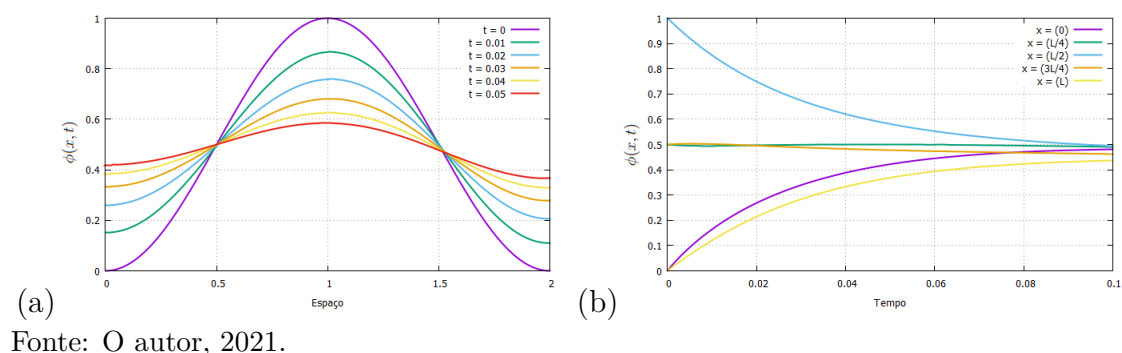 1
0.8
0.6
0.4
0.2
0
0
0.5
1
1.5
2
ϕ(x, t)
Espaço
t = 0
t = 0.01
t = 0.02
t = 0.03
t = 0.04
t = 0.05
(a)
1
0.9
0.8
0.7
0.6
0.5
0.4
0.3
0.2
0.1
0
0
0.02
0.04
0.06
0.08
0.1
ϕ(x, t)
Tempo
x = (0)
x = (L/4)
x = (L/2)
x = (3L/4)
x = (L)
(b)
Fonte: O autor, 2021.